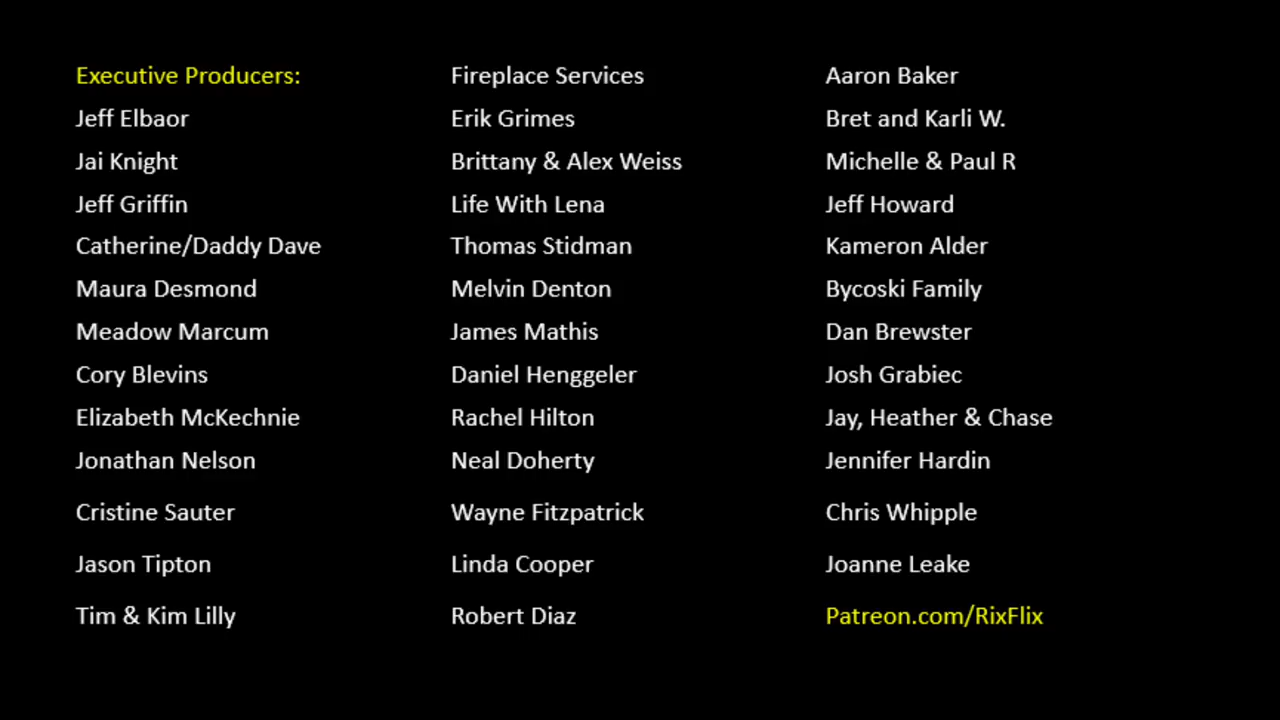 Executive Producers:
Jeff Elbaor
Jai Knight
Jeff Griffin
Catherine/Daddy Dave
Maura Desmond
Meadow Marcum
Cory Blevins
Elizabeth McKechnie
Jonathan Nelson
Cristine Sauter
Jason Tipton
Tim & Kim Lilly
Fireplace Services
Erik Grimes
Brittany & Alex Weiss
Life With Lena
Thomas Stidman
Melvin Denton
James Mathis
Daniel Henggeler
Rachel Hilton
Neal Doherty
Wayne Fitzpatrick
Linda Cooper
Robert Diaz
Aaron Baker
Bret and Karli W.
Michelle & Paul R
Jeff Howard
Kameron Alder
Bycoski Family
Dan Brewster
Josh Grabiec
Jay, Heather & Chase
Jennifer Hardin
Chris Whipple
Joanne Leake
Patreon.com/RixFlix